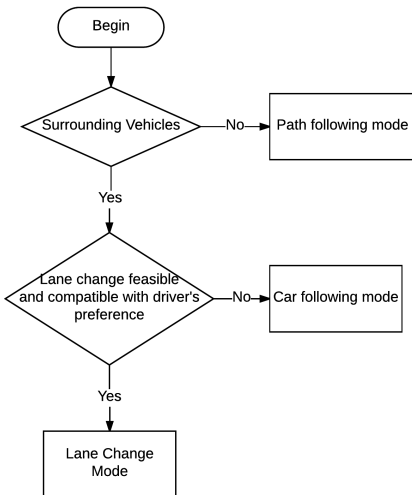 Begin
Surrounding Vehicles
No
Path following mode
Yes
Lane change feasible
and compatible with driver's
preference
No
Car following mode
Yes
Lane Change
Mode